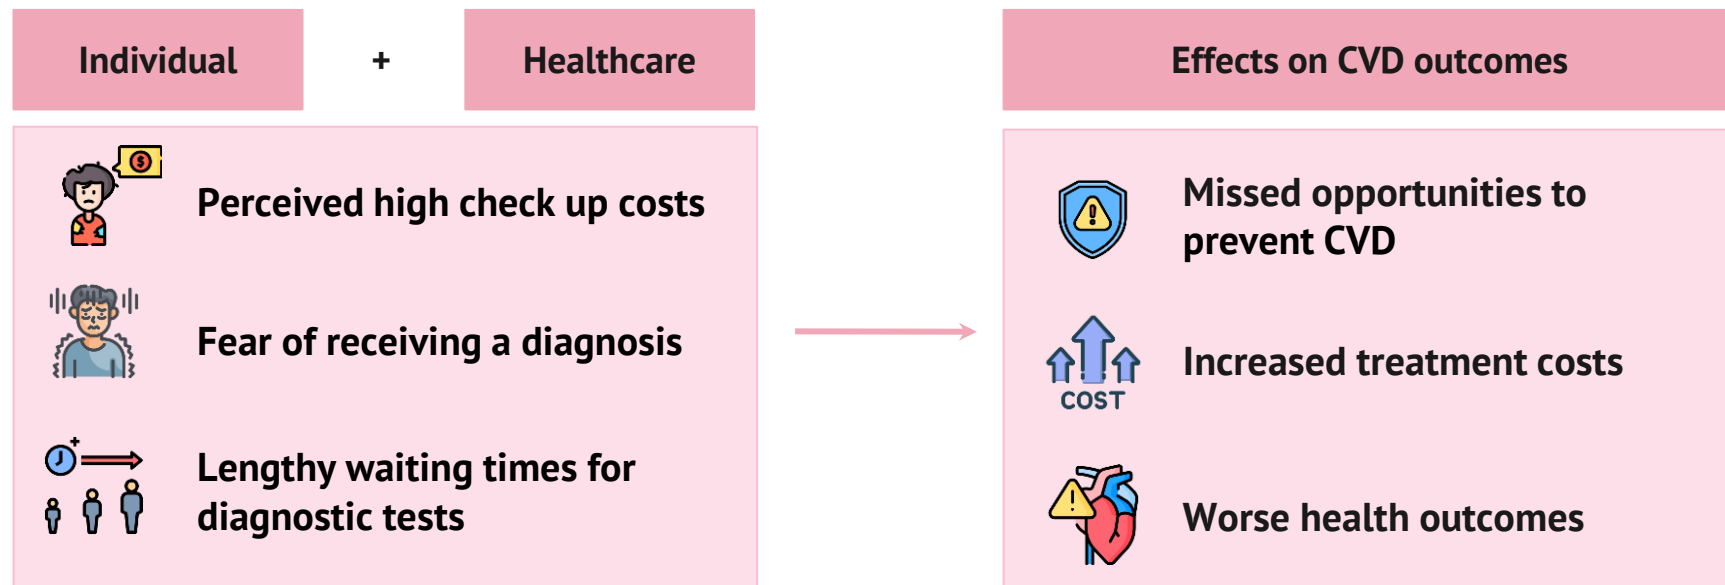 Individual + Healthcare
Effects on CVD outcomes
$
Perceived high check up costs
Fear of receiving a diagnosis
Lengthy waiting times for
diagnostic tests
!
Missed opportunities to
prevent CVD
COST
Increased treatment costs
!
Worse health outcomes